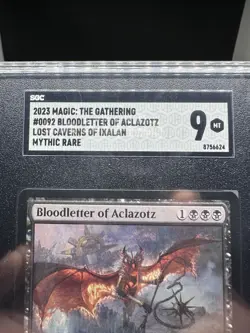 SGC
2023 MAGIC: THE GATHERING
#0092 BLOODLETTER OF ACLAZOTZ
LOST CAVERNS OF IXALAN
MYTHIC RARE
9 MT
8756624
Bloodletter of Aclazotz 1